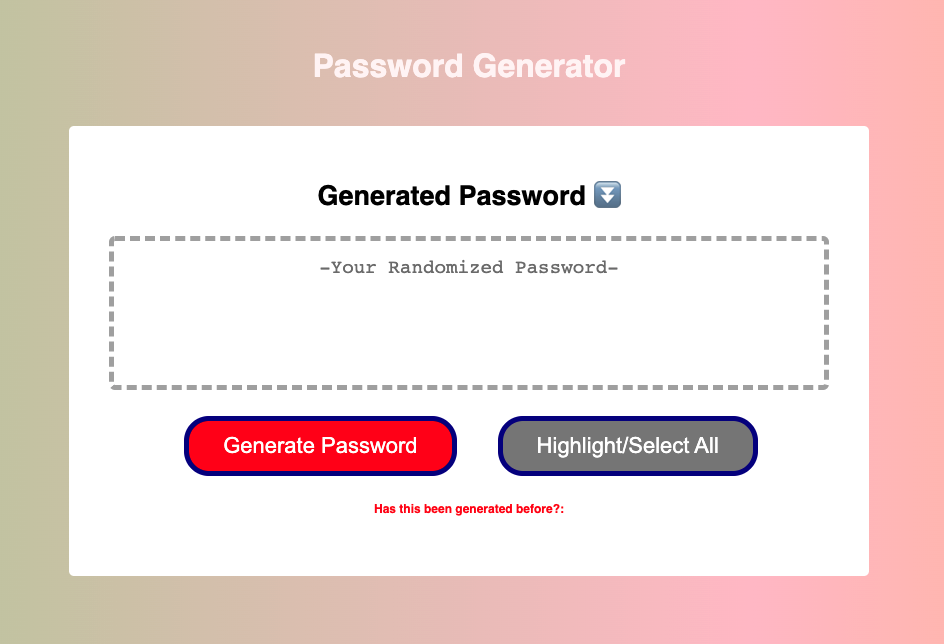 Password Generator
Generated Password ⏬
-Your Randomized Password-
Generate Password
Highlight/Select All
Has this been generated before?: